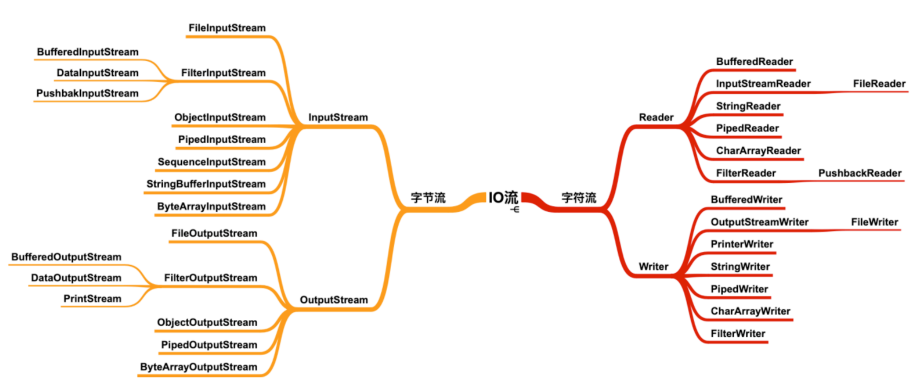 IO流
字节流
InputStream
FileInputStream
FilterInputStream
BufferedInputStream
DataInputStream
PushbakInputStream
ObjectInputStream
PipedInputStream
SequenceInputStream
StringBufferInputStream
ByteArrayInputStream
OutputStream
FileOutputStream
FilterOutputStream
BufferedOutputStream
DataOutputStream
PrintStream
ObjectOutputStream
PipedOutputStream
ByteArrayOutputStream
字符流
Reader
BufferedReader
InputStreamReader
FileReader
StringReader
PipedReader
CharArrayReader
FilterReader
PushbackReader
Writer
BufferedWriter
OutputStreamWriter
FileWriter
PrinterWriter
StringWriter
PipedWriter
CharArrayWriter
FilterWriter